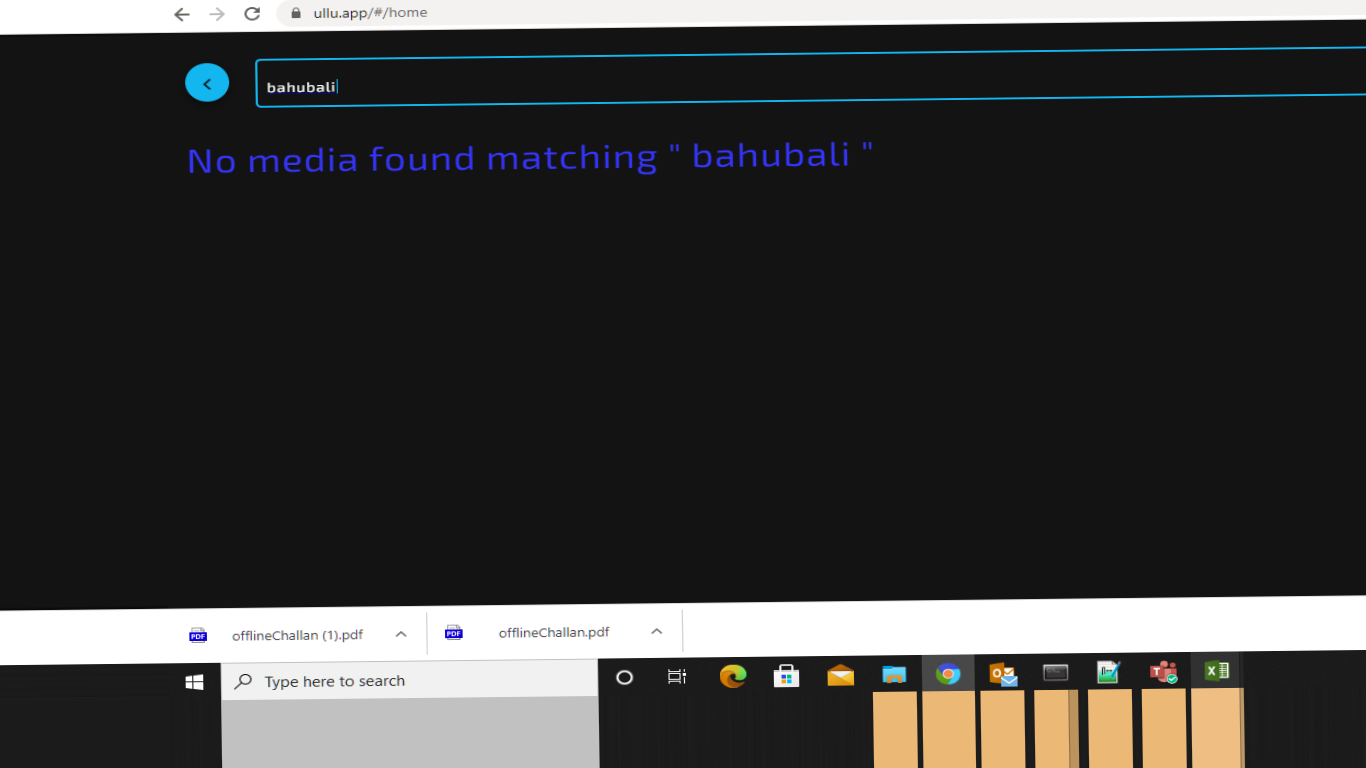 ullu.app/#/home
bahubali
No media found matching " bahubali "
offlineChallan (1).pdf
offlineChallan.pdf
Type here to search